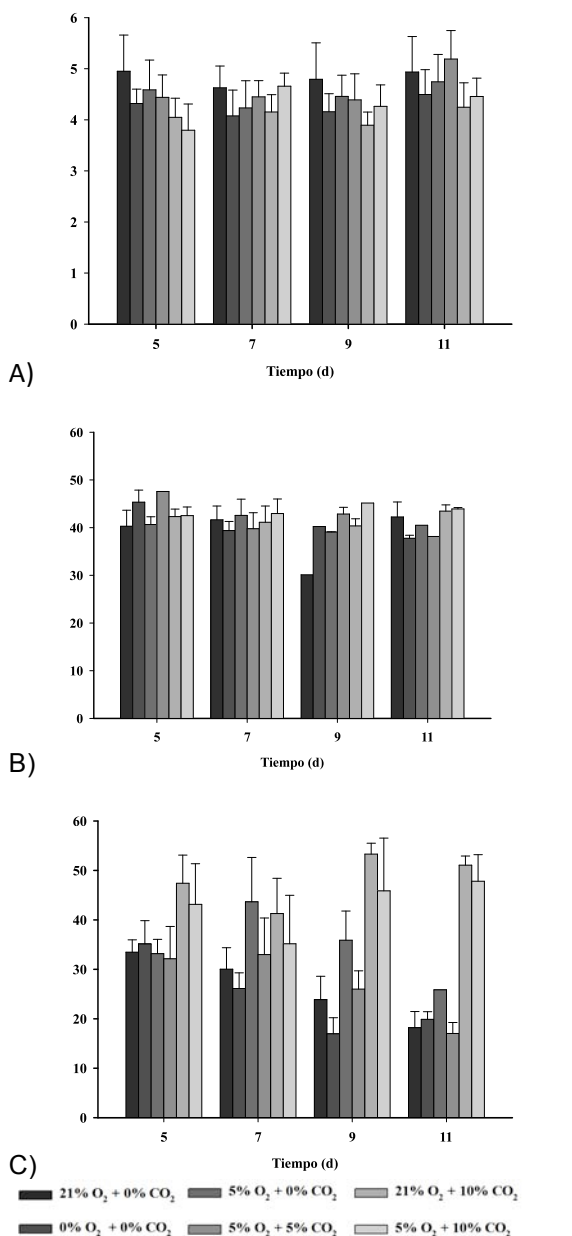 6
5
4
3
2
1
0
5 7 9 11
Tiempo (d)
A)
60
50
40
30
20
10
0
5 7 9 11
Tiempo (d)
B)
60
50
40
30
20
10
0
5 7 9 11
Tiempo (d)
C)
21% O₂ + 0% CO₂ 5% O₂ + 0% CO₂ 21% O₂ + 10% CO₂
0% O₂ + 0% CO₂ 5% O₂ + 5% CO₂ 5% O₂ + 10% CO₂